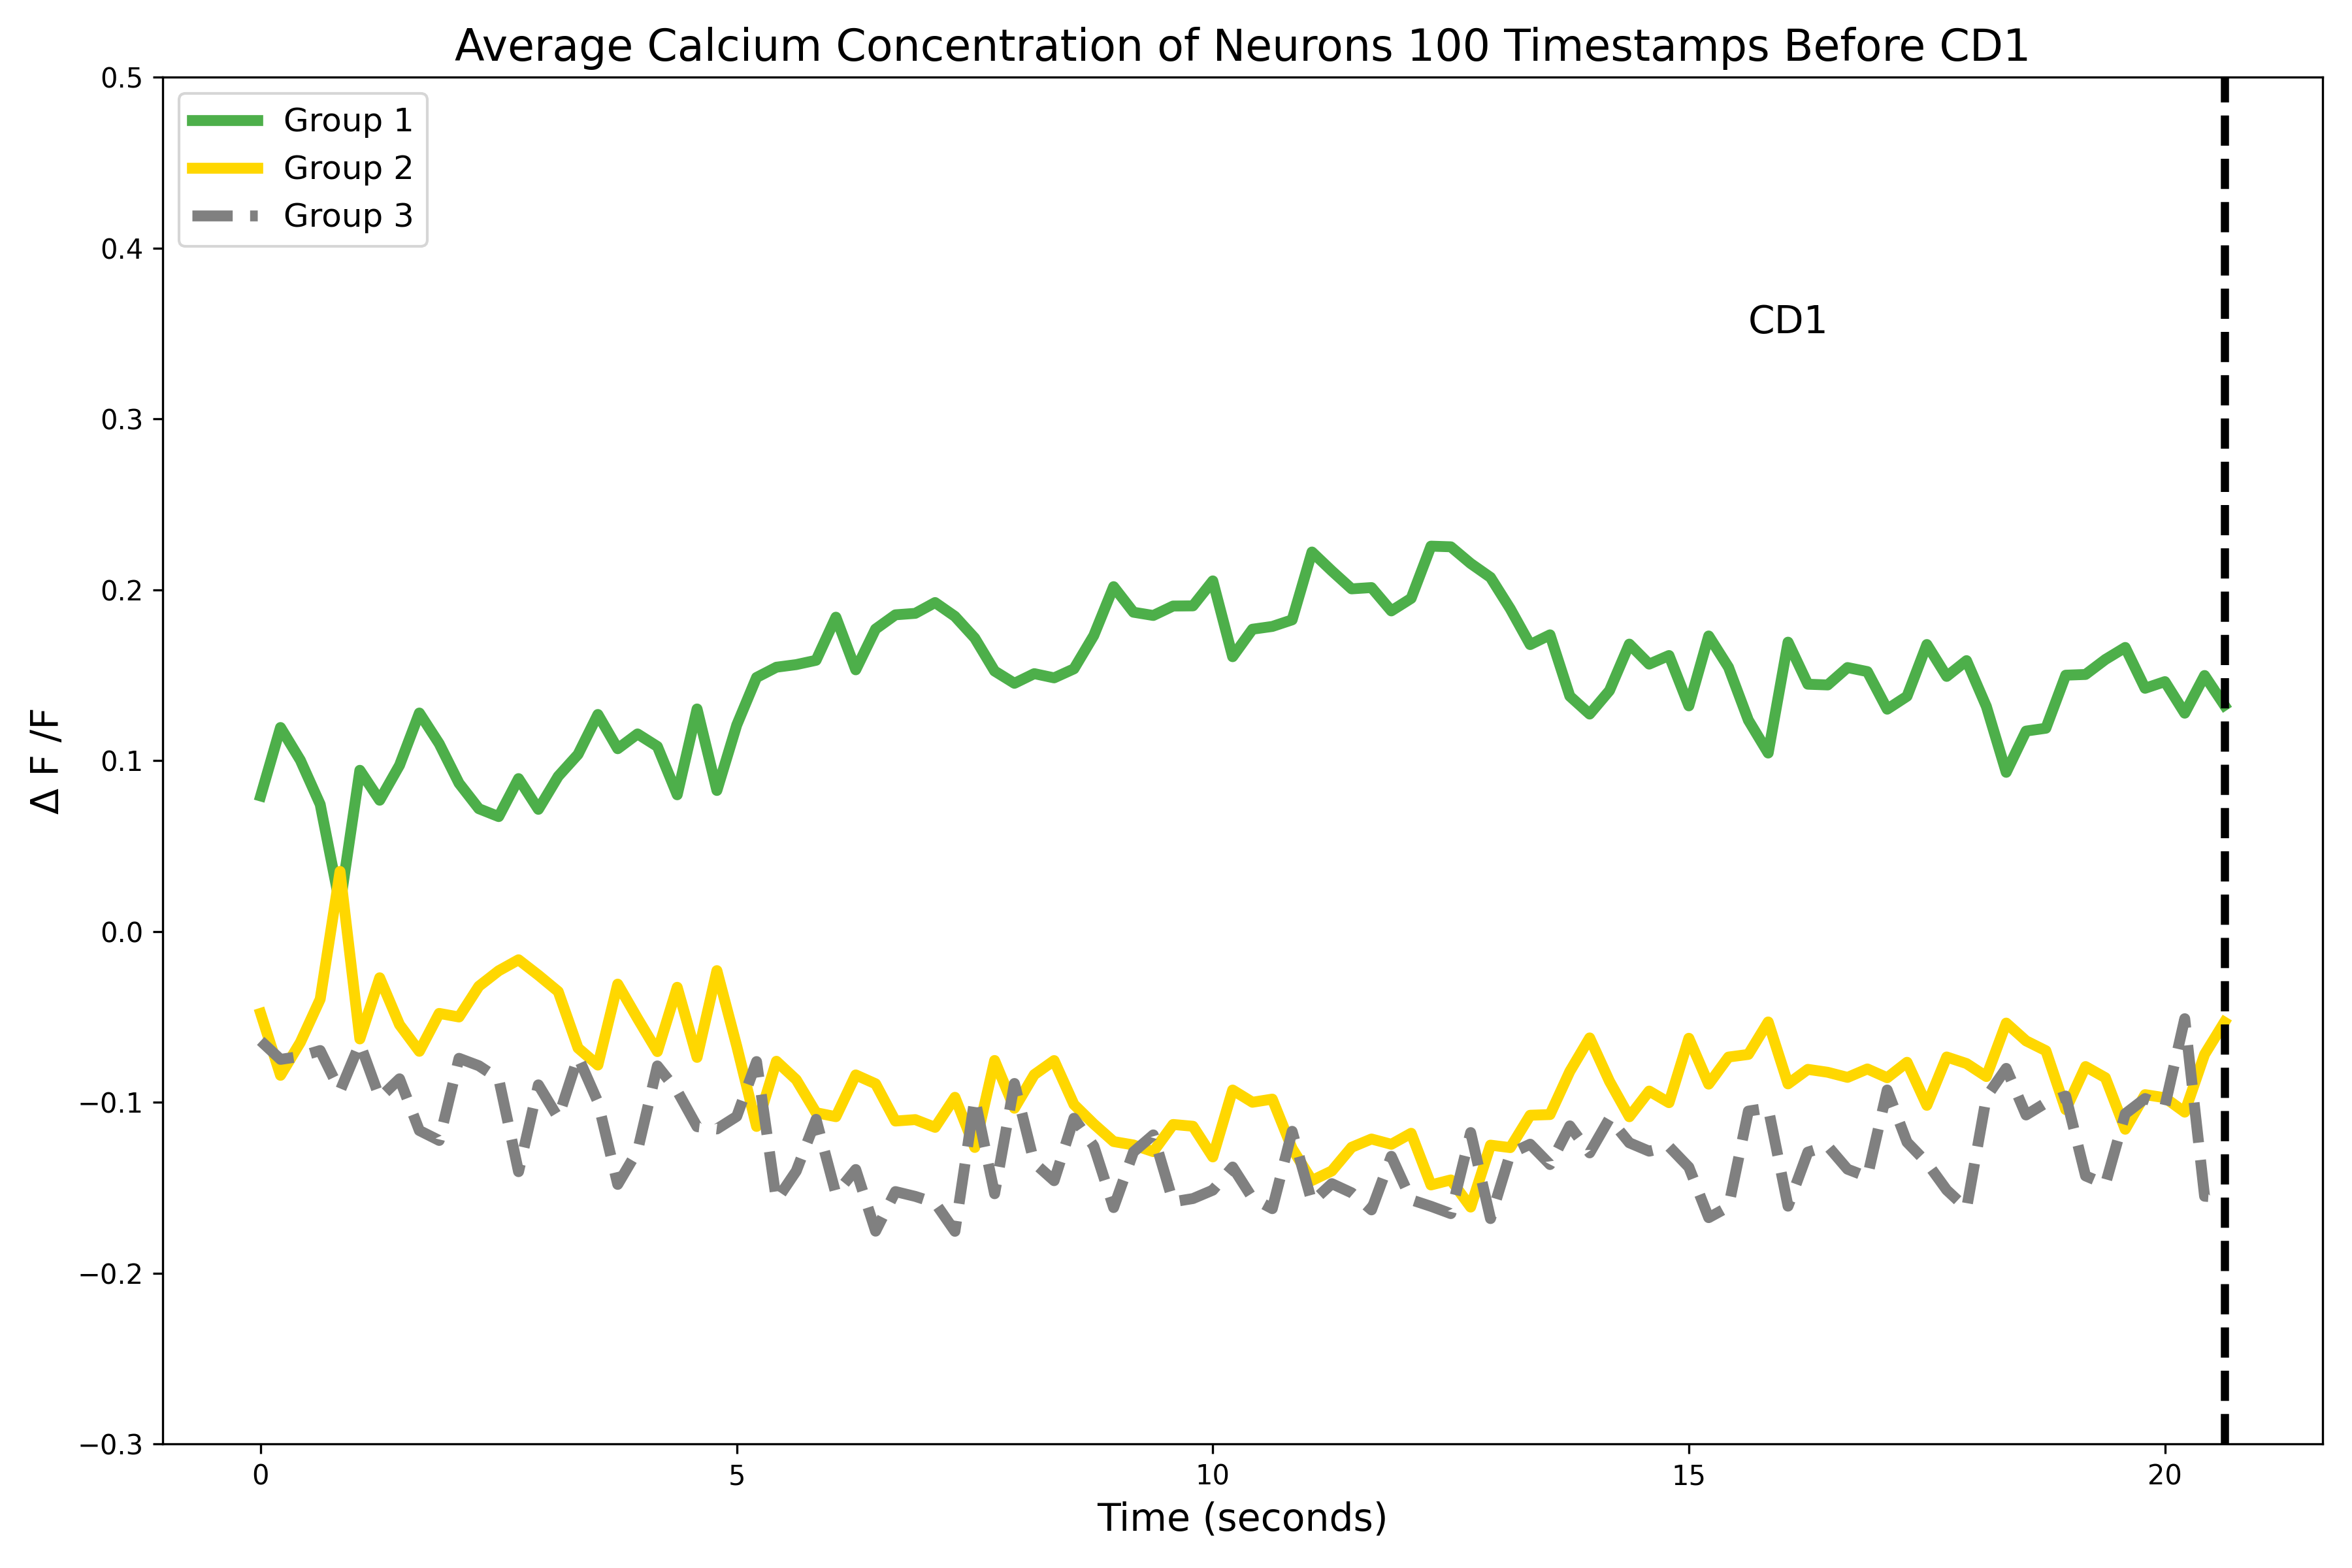 Average Calcium Concentration of Neurons 100 Timestamps Before CD1
0.5
Group 1
Group 2
Group 3
0.4
CD1
0.3
0.2
Δ F /F
0.1
0.0
−0.1
−0.2
−0.3
0 5 10 15 20
Time (seconds)